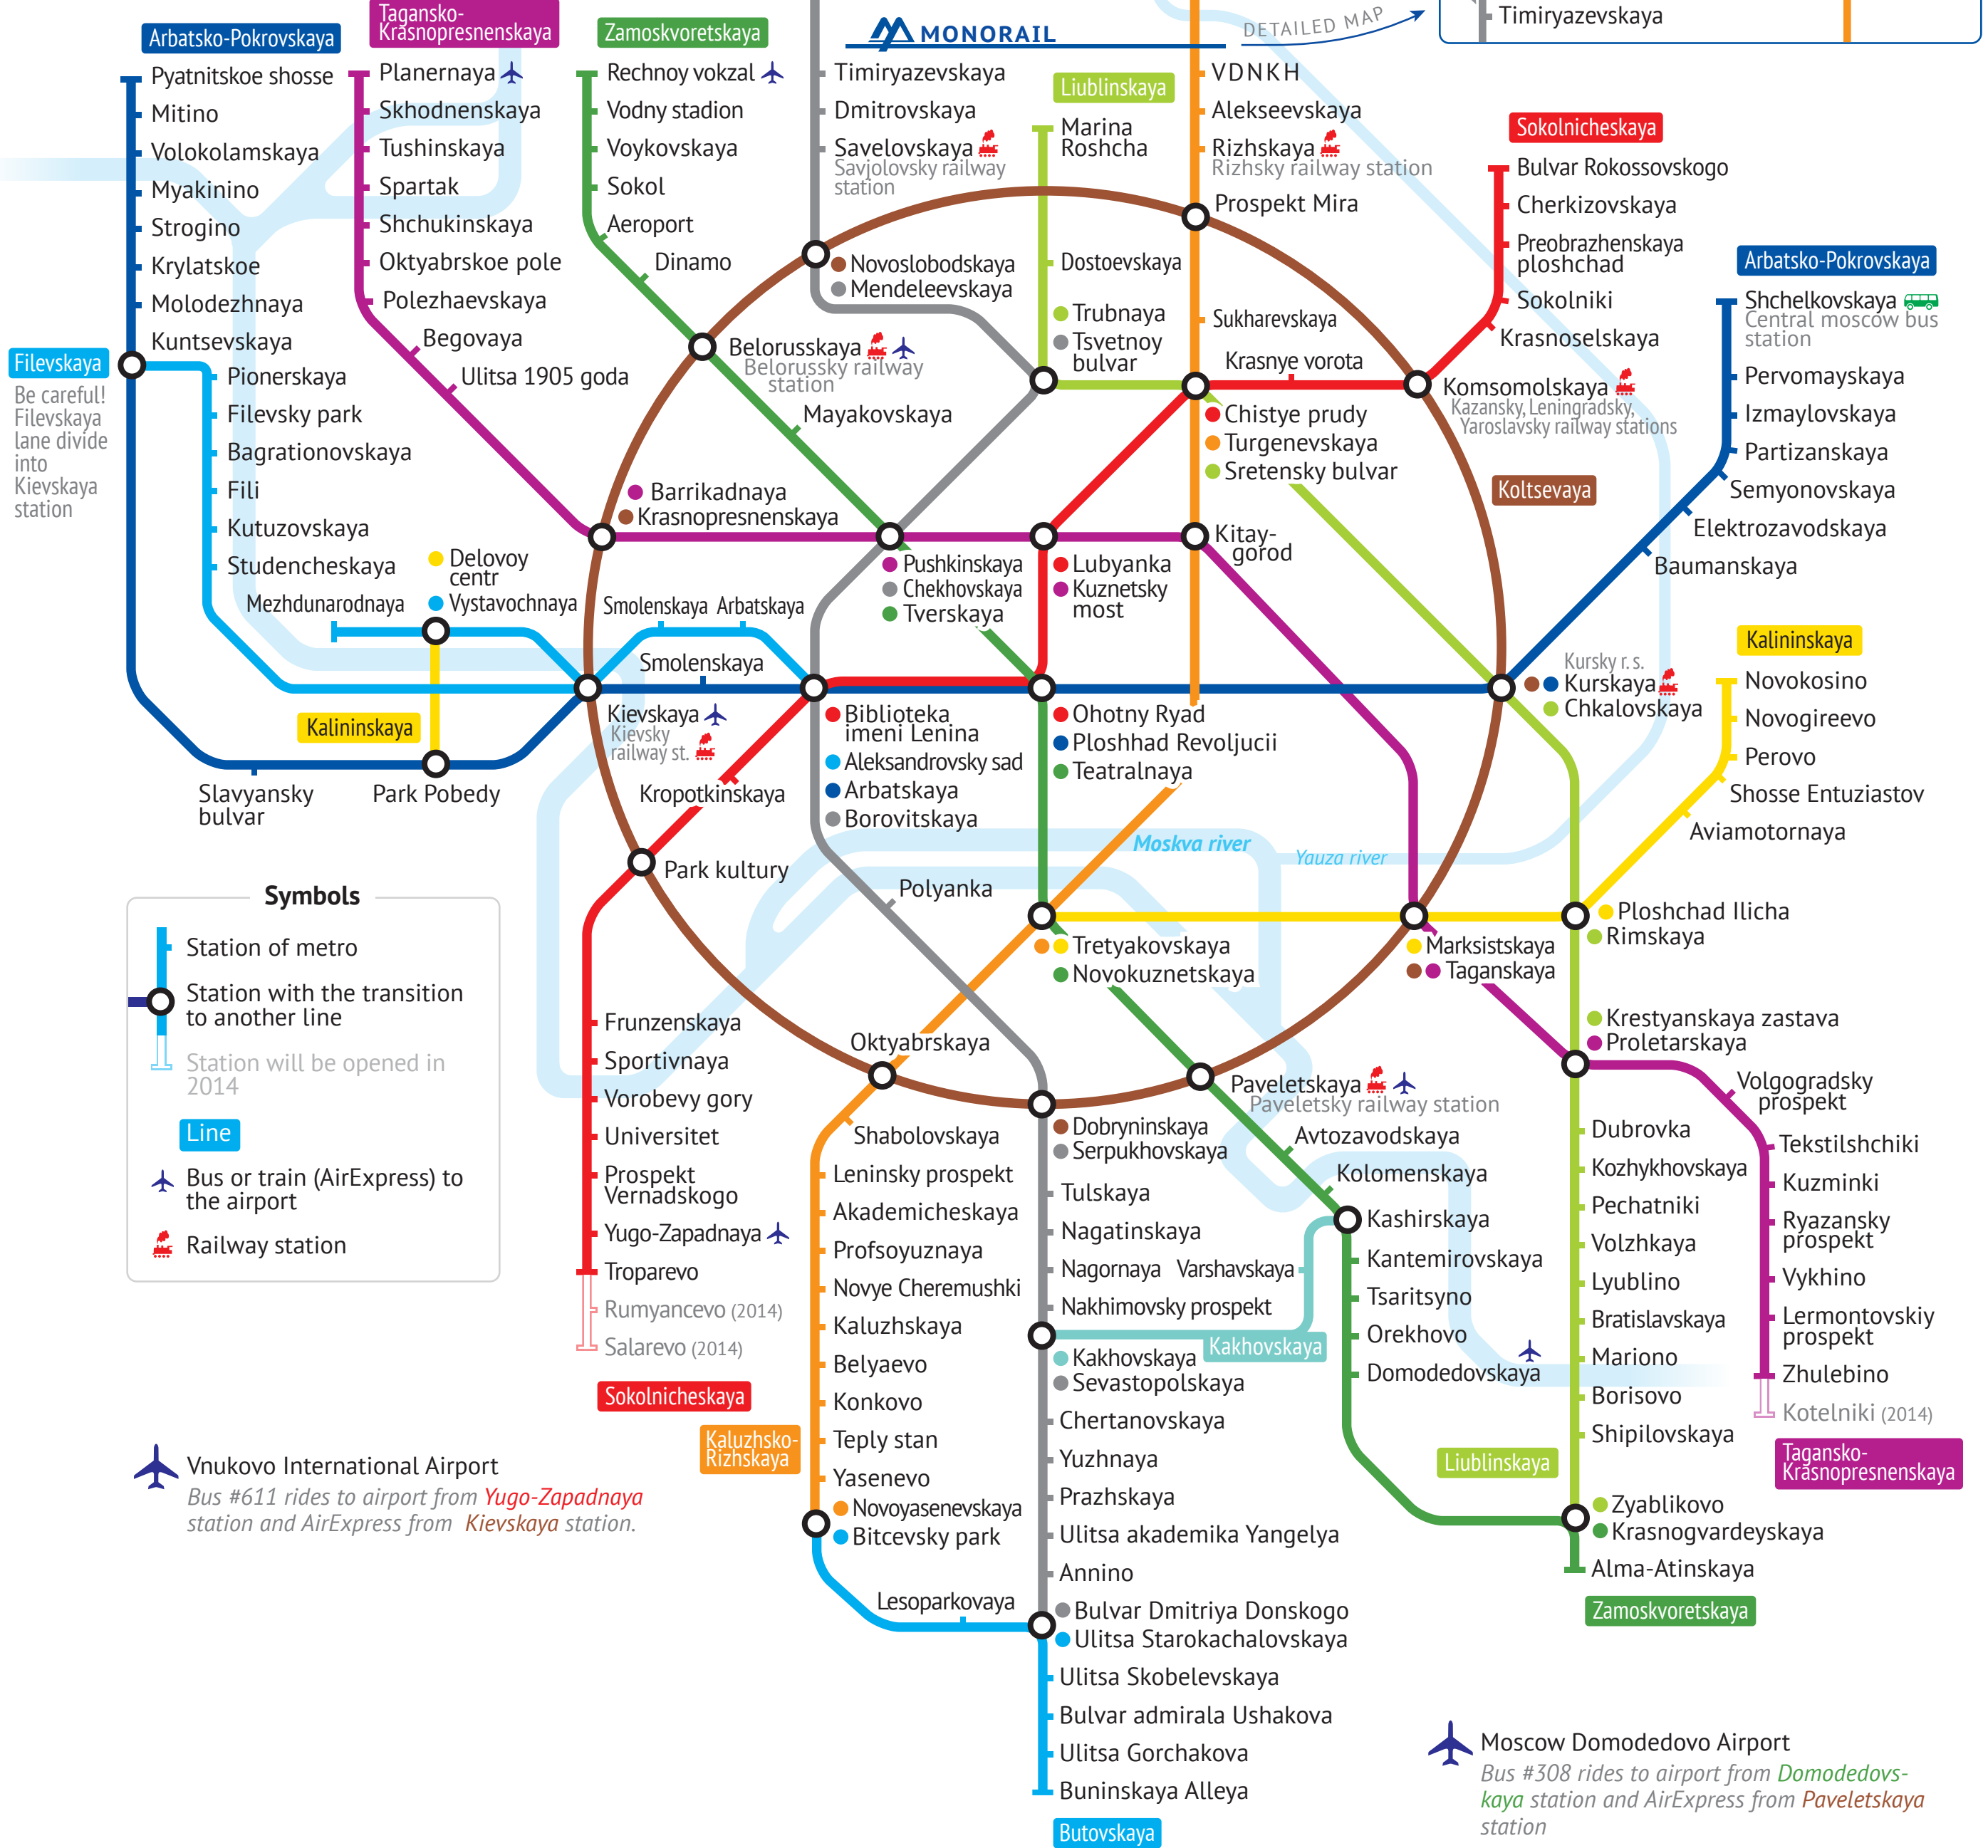 Arbatsko-Pokrovskaya
Pyatnitskoe shosse
Mitino
Volokolamskaya
Myakinino
Strogino
Krylatskoe
Molodezhnaya
Kuntsevskaya
Filevskaya
Be careful!
Filevskaya
lane divide
into
Kievskaya
station
Pionerskaya
Filevsky park
Bagrationovskaya
Fili
Kutuzovskaya
Studencheskaya
Mezhdunarodnaya
Delovoy
centr
Vystavochnaya
Kalininskaya
Slavyansky
bulvar
Park Pobedy
Tagansko-
Krasnopresnenskaya
Planernaya
Skhodnenskaya
Tushinskaya
Spartak
Shchukinskaya
Oktyabrskoe pole
Polezhaevskaya
Begovaya
Ulitsa 1905 goda
Barrikadnaya
Krasnopresnenskaya
Zamoskvoretskaya
Rechnoy vokzal
Vodny stadion
Voykovskaya
Sokol
Aeroport
Dinamo
Belorusskaya
Belorussky railway
station
Mayakovskaya
MONORAIL
DETAILED MAP
Timiryazevskaya
Timiryazevskaya
Dmitrovskaya
Savelovskaya
Savjolovsky railway
station
Novoslobodskaya
Mendeleevskaya
Liublinskaya
Marina
Roshcha
Dostoevskaya
Trubnaya
Tsvetnoy
bulvar
VDNKH
Alekseevskaya
Rizhskaya
Rizhsky railway station
Prospekt Mira
Sukharevskaya
Krasnye vorota
Chistye prudy
Turgenevskaya
Sretensky bulvar
Sokolnicheskaya
Bulvar Rokossovskogo
Cherkizovskaya
Preobrazhenskaya
ploshchad
Sokolniki
Krasnoselskaya
Komsomolskaya
Kazansky, Leningradsky,
Yaroslavsky railway stations
Koltsevaya
Arbatsko-Pokrovskaya
Shchelkovskaya
Central moscow bus
station
Pervomayskaya
Izmaylovskaya
Partizanskaya
Semyonovskaya
Elektrozavodskaya
Baumanskaya
Kursky r. s.
Kurskaya
Chkalovskaya
Kalininskaya
Novokosino
Novogireevo
Perovo
Shosse Entuziastov
Aviamotornaya
Pushkinskaya
Chekhovskaya
Tverskaya
Lubyanka
Kuznetsky
most
Kitay-
gorod
Smolenskaya
Arbatskaya
Smolenskaya
Kievskaya
Kievsky
railway st.
Biblioteka
imeni Lenina
Aleksandrovsky sad
Arbatskaya
Borovitskaya
Ohotny Ryad
Ploshhad Revoljucii
Teatralnaya
Kropotkinskaya
Park kultury
Polyanka
Moskva river
Yauza river
Tretyakovskaya
Novokuznetskaya
Marksistskaya
Taganskaya
Ploshchad Ilicha
Rimskaya
Krestyanskaya zastava
Proletarskaya
Symbols
Station of metro
Station with the transition
to another line
Station will be opened in
2014
Line
Bus or train (AirExpress) to
the airport
Railway station
Frunzenskaya
Sportivnaya
Vorobevy gory
Universitet
Prospekt
Vernadskogo
Yugo-Zapadnaya
Troparevo
Rumyancevo (2014)
Salarevo (2014)
Sokolnicheskaya
Oktyabrskaya
Shabolovskaya
Leninsky prospekt
Akademicheskaya
Profsoyuznaya
Novye Cheremushki
Kaluzhskaya
Belyaevo
Konkovo
Teply stan
Yasenevo
Novoyasenevskaya
Bitcevsky park
Kaluzhsko-
Rizhskaya
Lesoparkovaya
Dobryninskaya
Serpukhovskaya
Tulskaya
Nagatinskaya
Nagornaya
Varshavskaya
Nakhimovsky prospekt
Kakhovskaya
Kakhovskaya
Sevastopolskaya
Chertanovskaya
Yuzhnaya
Prazhskaya
Ulitsa akademika Yangelya
Annino
Bulvar Dmitriya Donskogo
Ulitsa Starokachalovskaya
Ulitsa Skobelevskaya
Bulvar admirala Ushakova
Ulitsa Gorchakova
Buninskaya Alleya
Butovskaya
Paveletskaya
Paveletsky railway station
Avtozavodskaya
Kolomenskaya
Kashirskaya
Kantemirovskaya
Tsaritsyno
Orekhovo
Domodedovskaya
Dubrovka
Kozhykhovskaya
Pechatniki
Volzhkaya
Lyublino
Bratislavskaya
Mariono
Borisovo
Shipilovskaya
Liublinskaya
Zyablikovo
Krasnogvardeyskaya
Alma-Atinskaya
Zamoskvoretskaya
Volgogradsky
prospekt
Tekstilshchiki
Kuzminki
Ryazansky
prospekt
Vykhino
Lermontovskiy
prospekt
Zhulebino
Kotelniki (2014)
Tagansko-
Krasnopresnenskaya
Vnukovo International Airport
Bus #611 rides to airport from Yugo-Zapadnaya
station and AirExpress from Kievskaya station.
Moscow Domodedovo Airport
Bus #308 rides to airport from Domodedovs-
kaya station and AirExpress from Paveletskaya
station